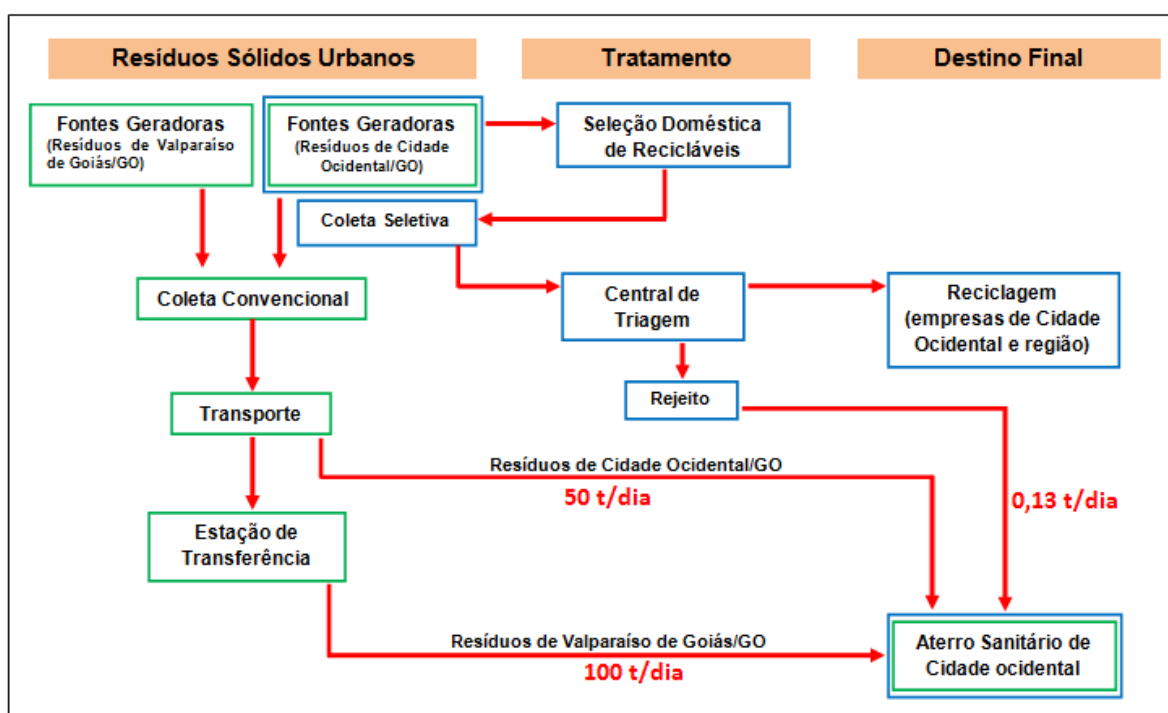 Resíduos Sólidos Urbanos
Tratamento
Destino Final
Fontes Geradoras
(Resíduos de Valparaíso
de Goiás/GO)
Fontes Geradoras
(Resíduos de Cidade
Ocidental/GO)
Seleção Doméstica
de Recicláveis
Coleta Seletiva
Coleta Convencional
Central de
Triagem
Reciclagem
(empresas de Cidade
Ocidental e região)
Transporte
Rejeito
Resíduos de Cidade Ocidental/GO
50 t/dia
0,13 t/dia
Estação de
Transferência
Resíduos de Valparaíso de Goiás/GO
100 t/dia
Aterro Sanitário de
Cidade ocidental